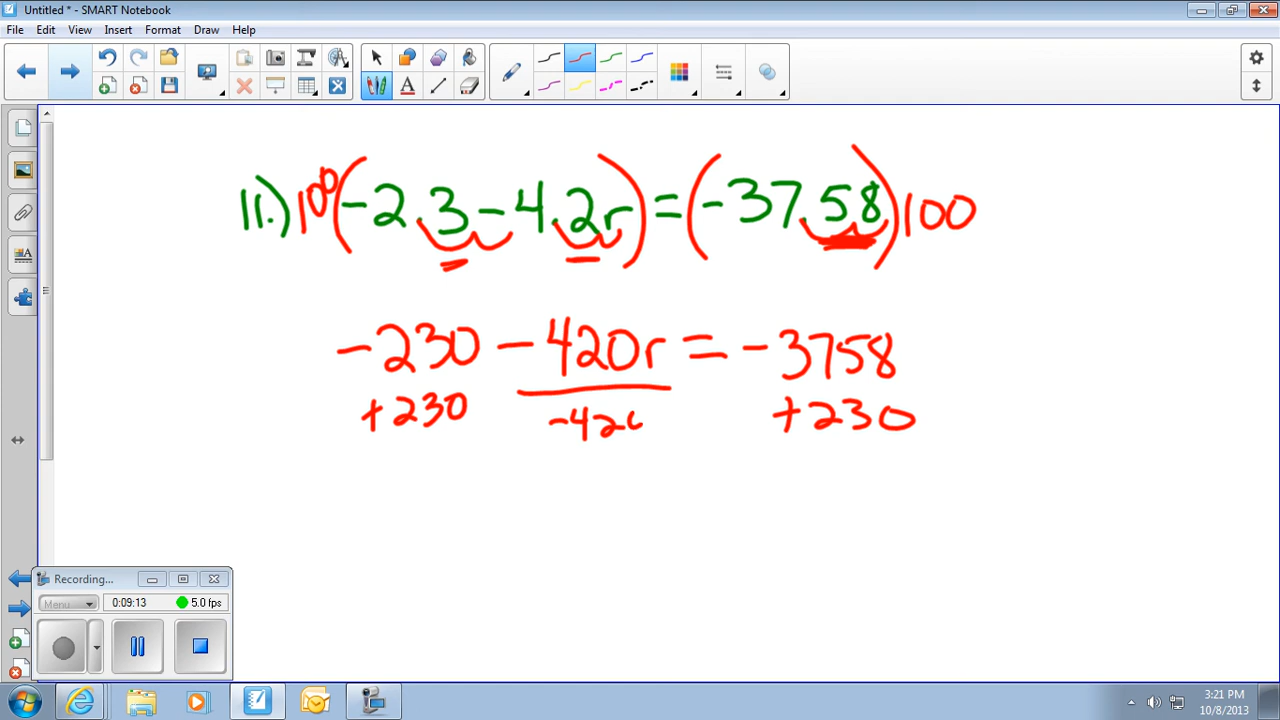 Untitled * - SMART Notebook
File Edit View Insert Format Draw Help
11.) 100(-2.3 - 4.2r) = (-37.58)100
-230 - 420r = -3758
+230 -420 +230
Recording...
Menu 0:09:13 5.0 fps
3:21 PM
10/8/2013